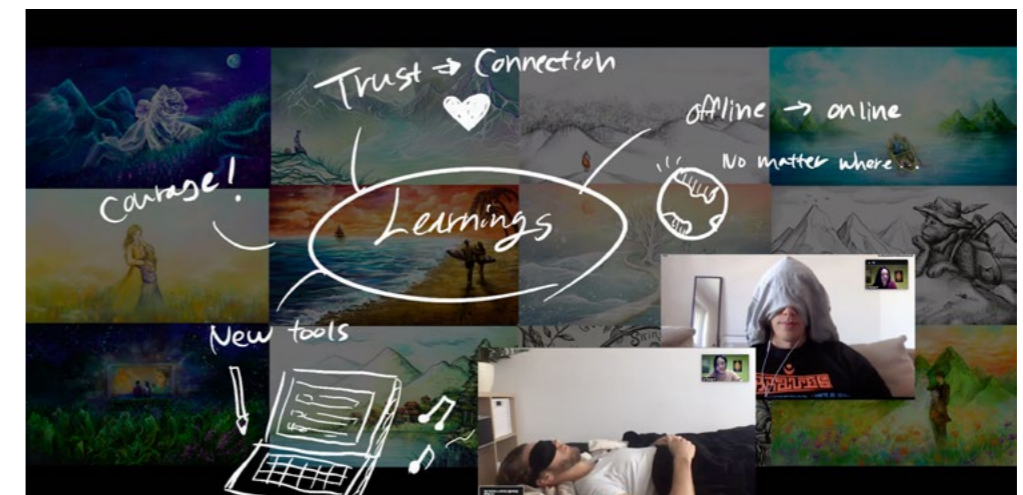 Trust → Connection
offline → online
No matter where...
Courage!
Learnings
New tools